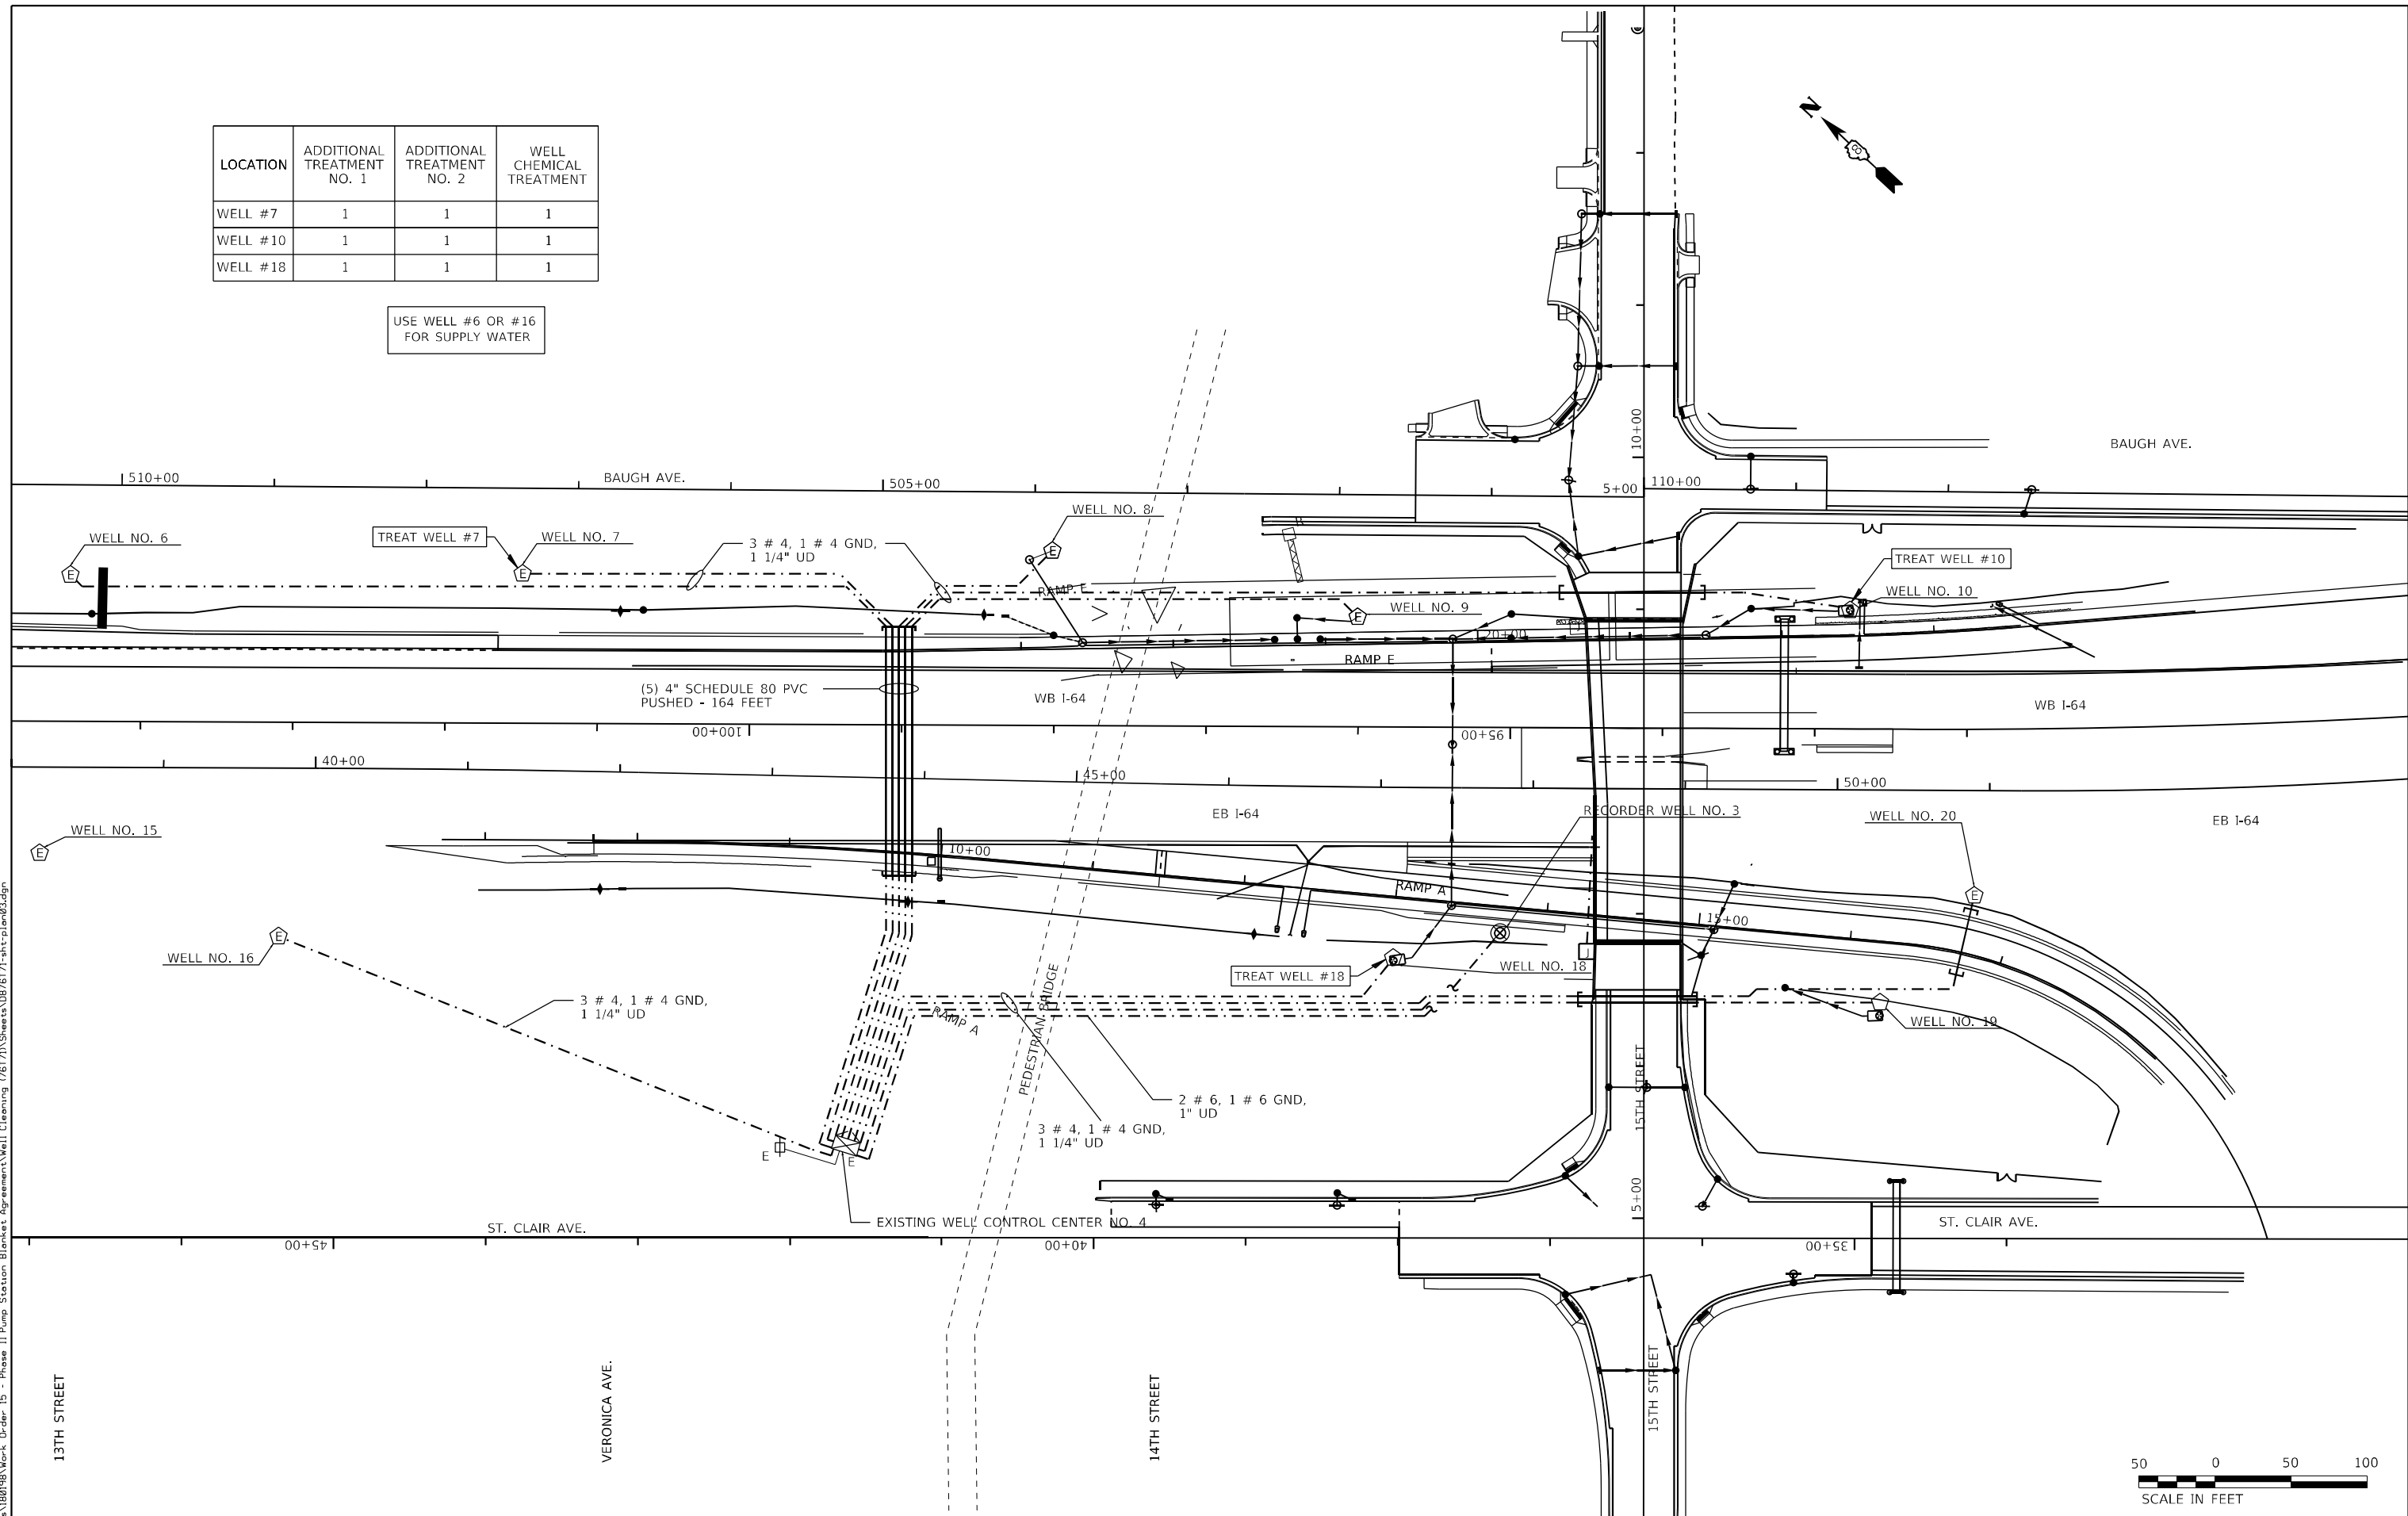 LOCATION
ADDITIONAL TREATMENT NO. 1
ADDITIONAL TREATMENT NO. 2
WELL CHEMICAL TREATMENT
WELL #7 1 1 1
WELL #10 1 1 1
WELL #18 1 1 1
USE WELL #6 OR #16
FOR SUPPLY WATER
N
10+00
BAUGH AVE.
510+00
BAUGH AVE.
505+00
5+00
110+00
WELL NO. 6
E
TREAT WELL #7
WELL NO. 7
E
3 # 4, 1 # 4 GND,
1 1/4" UD
WELL NO. 8
E
TREAT WELL #10
WELL NO. 10
RAMP E
WELL NO. 9
E
120+00
RAMP E
(5) 4" SCHEDULE 80 PVC
PUSHED - 164 FEET
WB I-64
WB I-64
100+00
95+00
40+00
45+00
50+00
EB I-64
RECORDER WELL NO. 3
WELL NO. 20
E
EB I-64
WELL NO. 15
E
10+00
RAMP A
15+00
E
WELL NO. 16
TREAT WELL #18
WELL NO. 18
3 # 4, 1 # 4 GND,
1 1/4" UD
RAMP A
PEDESTRIAN BRIDGE
WELL NO. 19
2 # 6, 1 # 6 GND,
1" UD
3 # 4, 1 # 4 GND,
1 1/4" UD
15TH STREET
E
E
5+00
EXISTING WELL CONTROL CENTER NO. 4
ST. CLAIR AVE.
ST. CLAIR AVE.
45+00
40+00
35+00
13TH STREET
VERONICA AVE.
14TH STREET
15TH STREET
50 0 50 100
SCALE IN FEET